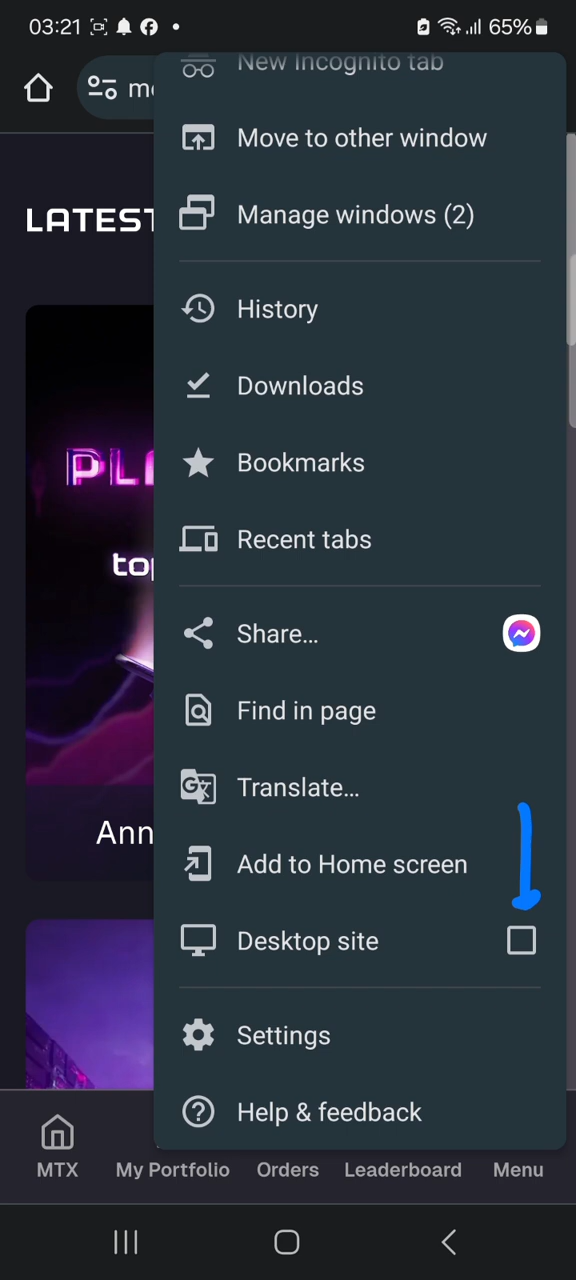 03:21
65%
New Incognito tab
Move to other window
Manage windows (2)
LATEST
History
Downloads
Bookmarks
Recent tabs
Share...
Find in page
Translate...
Ann
Add to Home screen
Desktop site
Settings
Help & feedback
MTX My Portfolio Orders Leaderboard Menu